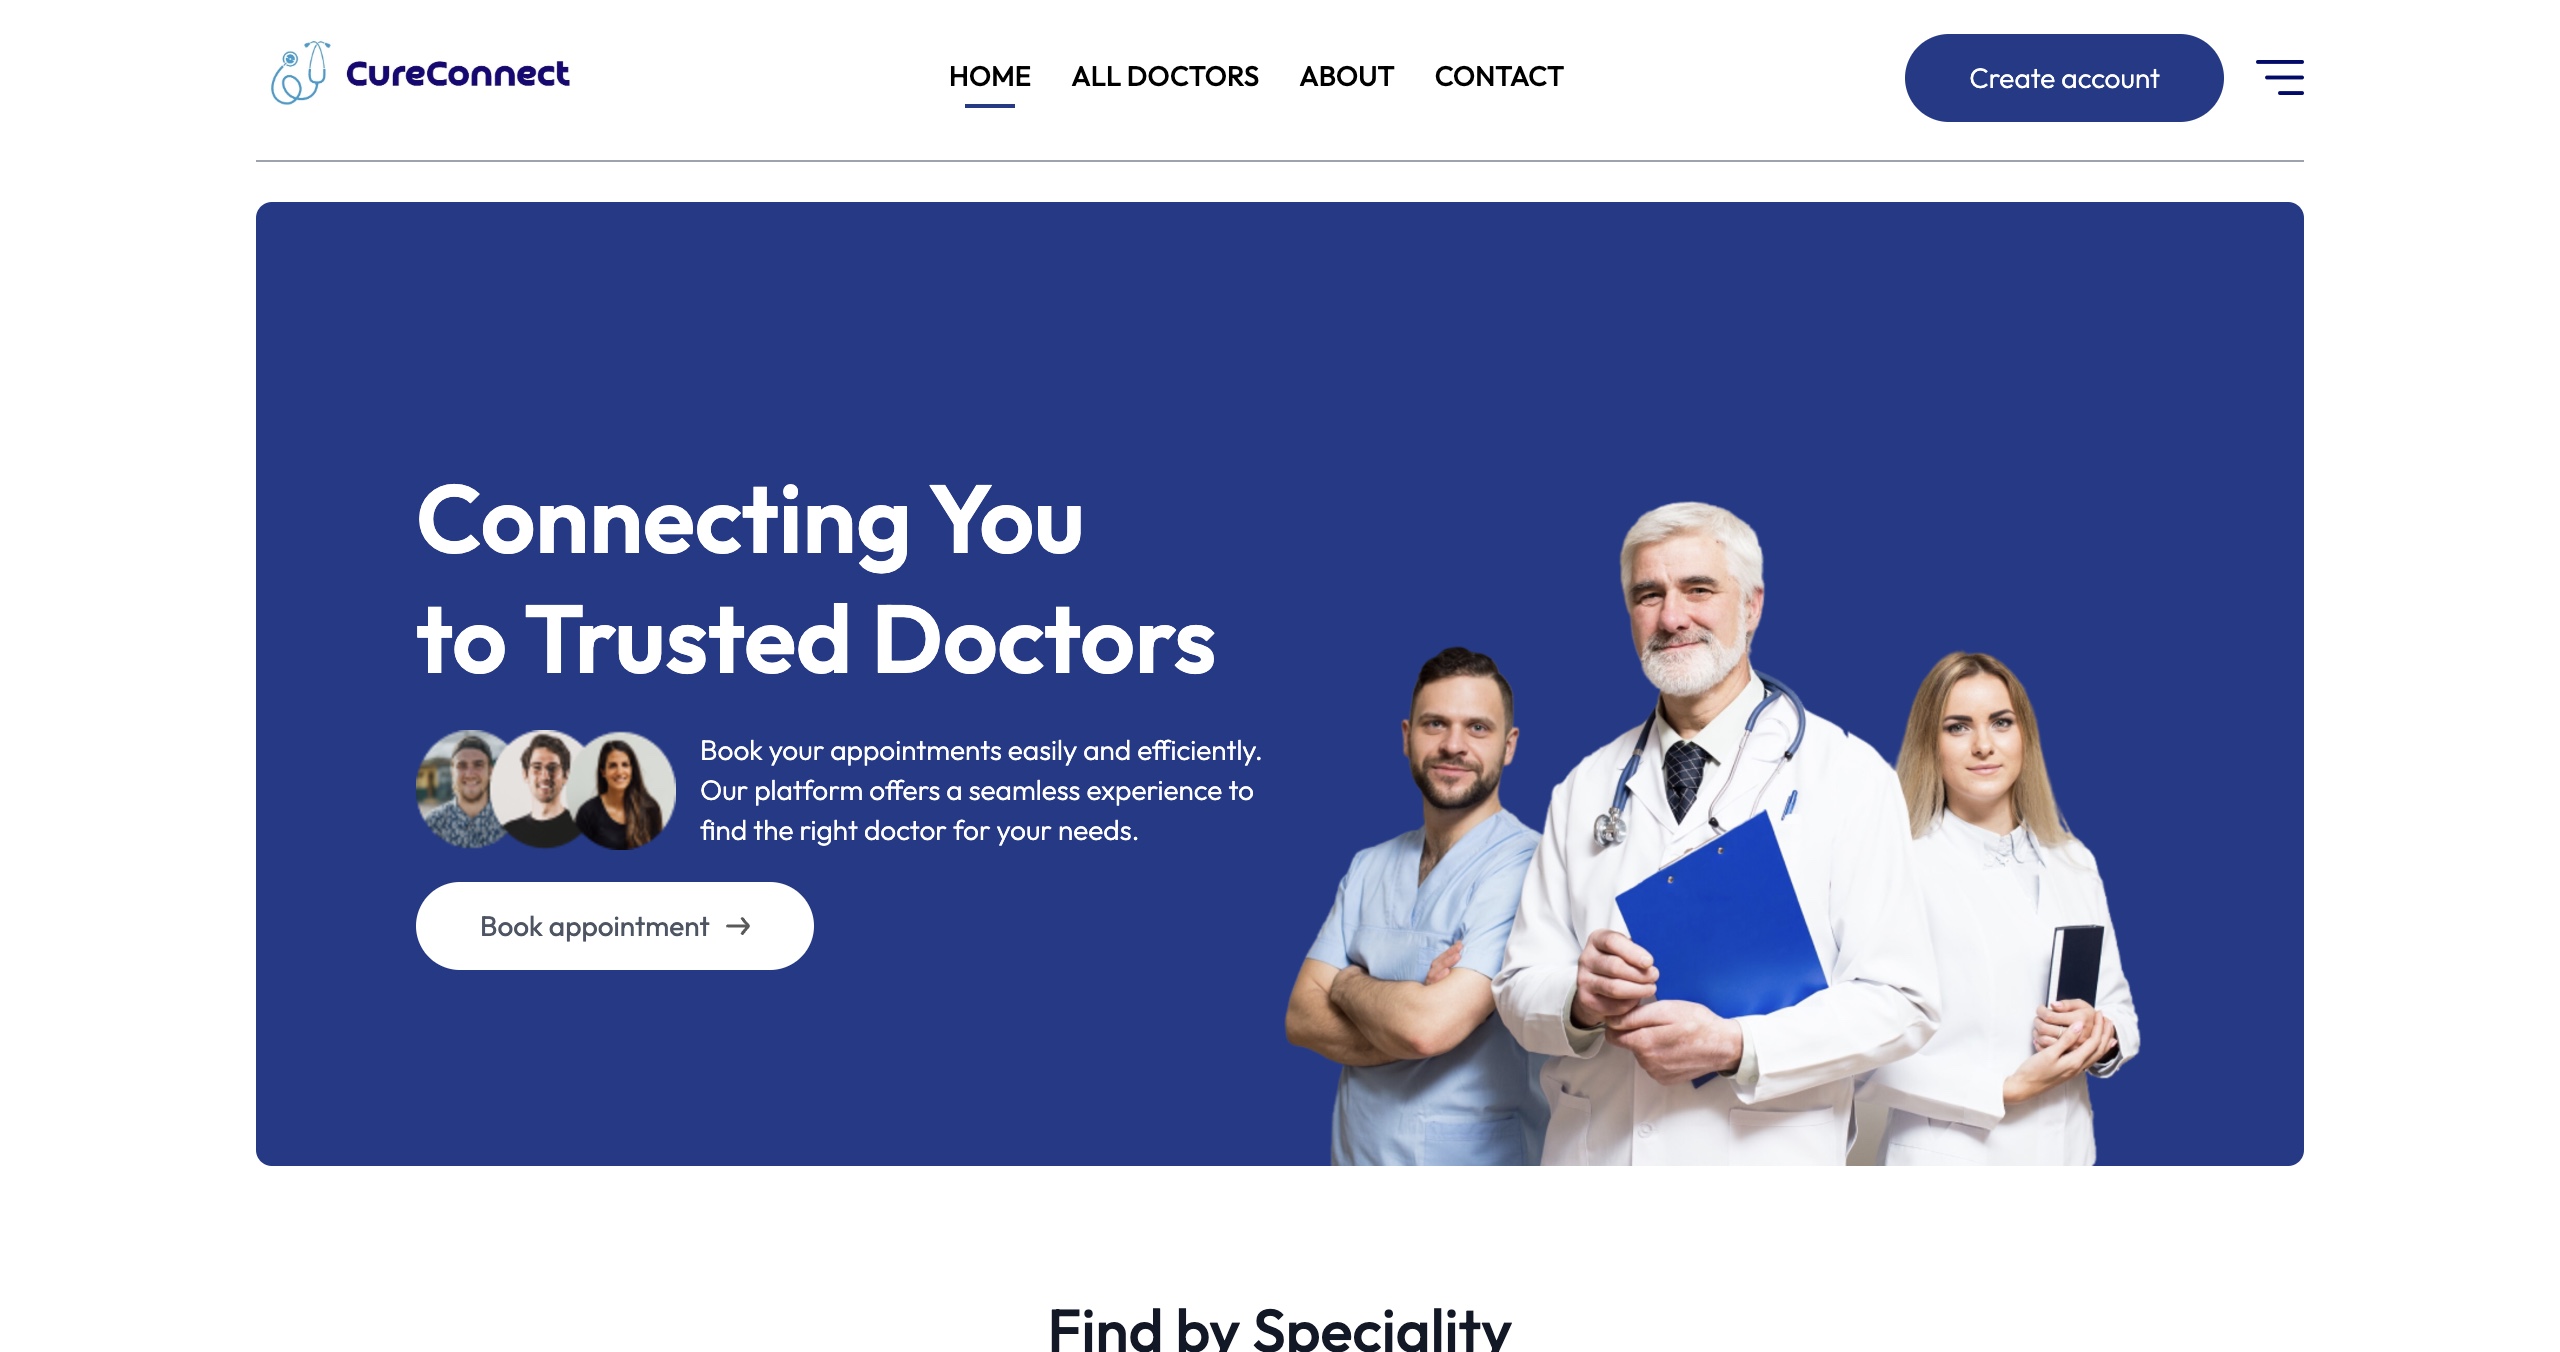 CureConnect
HOME
ALL DOCTORS
ABOUT
CONTACT
Create account
Connecting You
to Trusted Doctors
Book your appointments easily and efficiently.
Our platform offers a seamless experience to
find the right doctor for your needs.
Book appointment
Find by Speciality